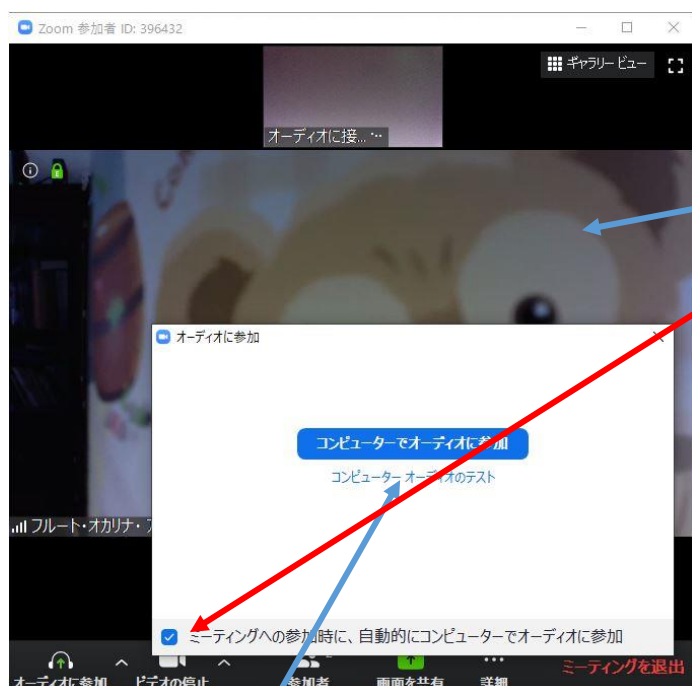 Zoom 参加者 ID: 396432
ギャラリー ビュー
オーディオに接... ...
オーディオに参加
コンピューターでオーディオに参加
コンピューター オーディオのテスト
フルート・オカリナ・
ミーティングへの参加時に、自動的にコンピューターでオーディオに参加
オーディオに参加 ビデオの停止 参加者 画面を共有 詳細 ミーティングを退出